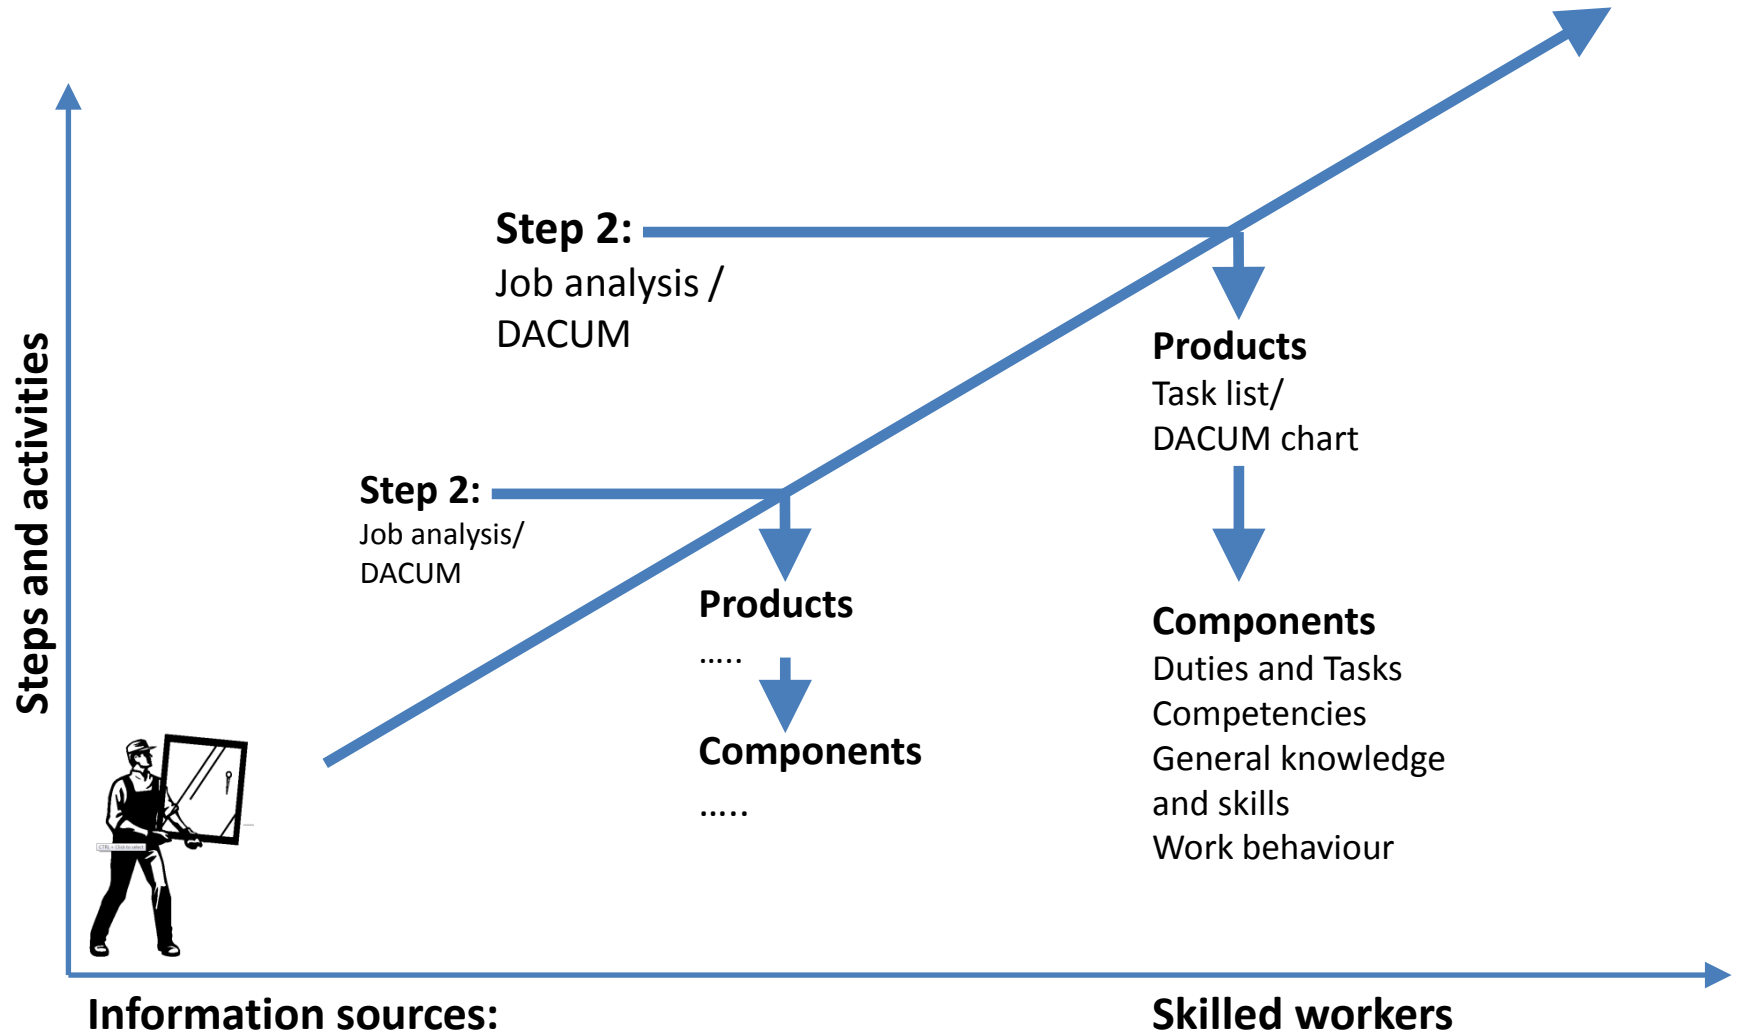 Steps and activities
Step 2:
Job analysis /
DACUM
Products
Task list/
DACUM chart
Step 2:
Job analysis/
DACUM
Products
.....
Components
.....
Components
Duties and Tasks
Competencies
General knowledge
and skills
Work behaviour
Information sources:
Skilled workers